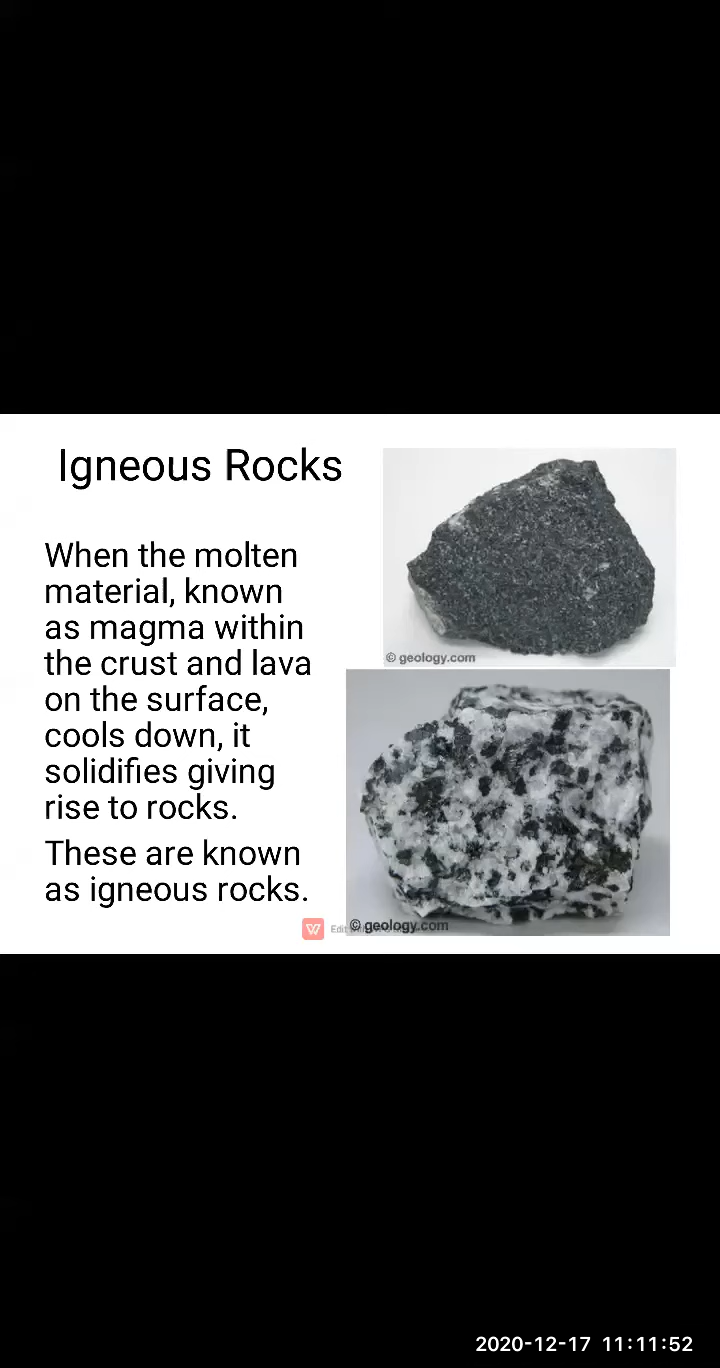 Igneous Rocks
When the molten
material, known
as magma within
the crust and lava
on the surface,
cools down, it
solidifies giving
rise to rocks.
These are known
as igneous rocks.
© geology.com
W Edit
© geology.com
2020-12-17 11:11:52